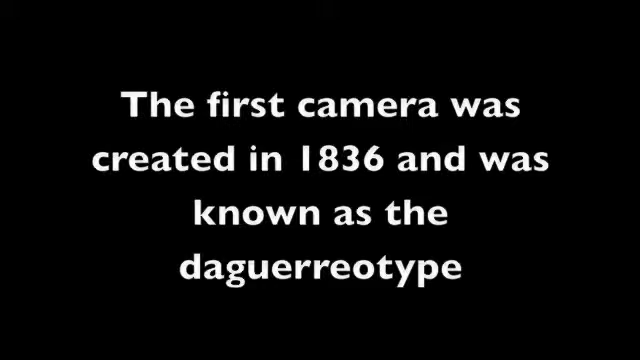 The first camera was
created in 1836 and was
known as the
daguerreotype